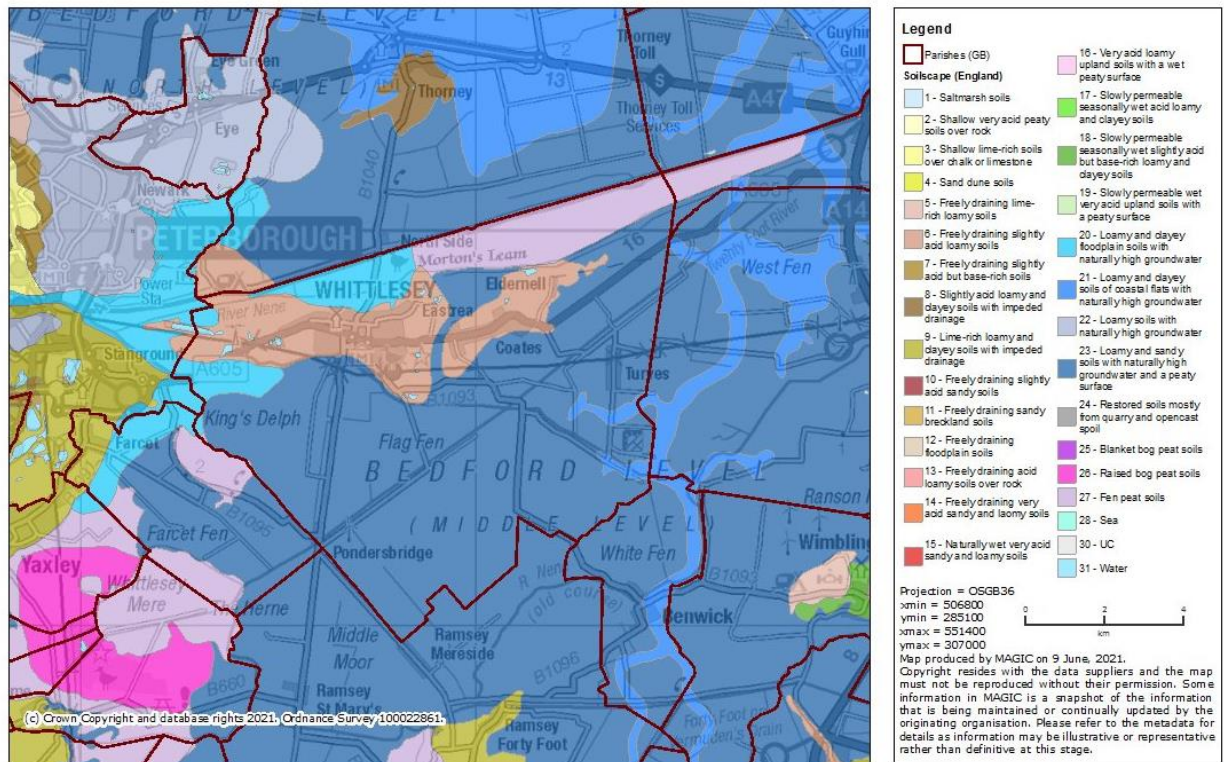 BEDFORD LEVEL
Eye Green
NORTH LEVEL
Services
Thorney
Toll
Guyhirn
Gull
13
S
Thorney
A47
Thorney Toll
Services
Eye
B1040
Newark
A605
A14
PETERBOROUGH
North Side
Morton's Leam
16
West Fen
Power
Sta
WHITTLESEY
Eldernell
River Nene
Eastrea
Stanground
Coates
A605
Turves
B1093
King's Delph
Farcet
Flag Fen
2
BEDFORD LEVEL
(MIDDLE LEVEL)
Farcet Fen
Pondersbridge
White Fen
Wimbling
Yaxley
B1093
Whittlesey
Mere
The Herne
R Nene
(old course)
Benwick
Middle
Moor
Ramsey
Mereside
B1096
8
B660
Ramsey
St Mary's
(c) Crown Copyright and database rights 2021. Ordnance Survey 100022861.
Ramsey
Forty Foot
Legend
Parishes (GB)
Soilscape (England)
1 - Saltmarsh soils
2 - Shallow very acid peaty
soils over rock
3 - Shallow lime-rich soils
over chalk or limestone
4 - Sand dune soils
5 - Freely draining lime-
rich loamy soils
6 - Freely draining slightly
acid loamy soils
7 - Freely draining slightly
acid but base-rich soils
8 - Slightly acid loamy and
clayey soils with impeded
drainage
9 - Lime-rich loamy and
clayey soils with impeded
drainage
10 - Freely draining slightly
acid sandy soils
11 - Freely draining sandy
breckland soils
12 - Freely draining
floodplain soils
13 - Freely draining acid
loamy soils over rock
14 - Freely draining very
acid sandy and laomy soils
15 - Naturally wet very acid
sandy and loamy soils
16 - Very acid loamy
upland soils with a wet
peaty surface
17 - Slowly permeable
seasonally wet acid loamy
and clayey soils
18 - Slowly permeable
seasonally wet slightly acid
but base-rich loamy and
clayey soils
19 - Slowly permeable wet
very acid upland soils with
a peaty surface
20 - Loamy and clayey
floodplain soils with
naturally high groundwater
21 - Loamy and clayey
soils of coastal flats with
naturally high groundwater
22 - Loamy soils with
naturally high groundwater
23 - Loamy and sandy
soils with naturally high
groundwater and a peaty
surface
24 - Restored soils mostly
from quarry and opencast
spoil
25 - Blanket bog peat soils
26 - Raised bog peat soils
27 - Fen peat soils
28 - Sea
30 - UC
31 - Water
Projection = OSGB36
xmin = 506800
ymin = 285100
xmax = 551400
ymax = 307000
0 2 4
km
Map produced by MAGIC on 9 June, 2021.
Copyright resides with the data suppliers and the map
must not be reproduced without their permission. Some
information in MAGIC is a snapshot of the information
that is being maintained or continually updated by the
originating organisation. Please refer to the metadata for
details as information may be illustrative or representative
rather than definitive at this stage.